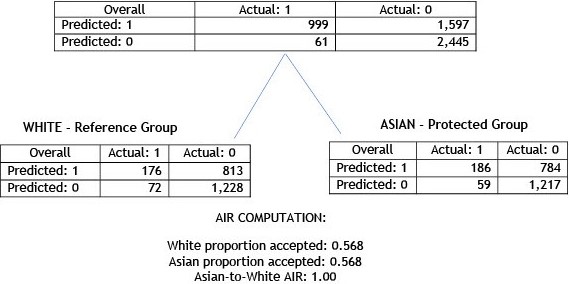 Overall Actual: 1 Actual: 0
Predicted: 1 999 1,597
Predicted: 0 61 2,445
WHITE - Reference Group
Overall Actual: 1 Actual: 0
Predicted: 1 176 813
Predicted: 0 72 1,228
ASIAN - Protected Group
Overall Actual: 1 Actual: 0
Predicted: 1 186 784
Predicted: 0 59 1,217
AIR COMPUTATION:
White proportion accepted: 0.568
Asian proportion accepted: 0.568
Asian-to-White AIR: 1.00